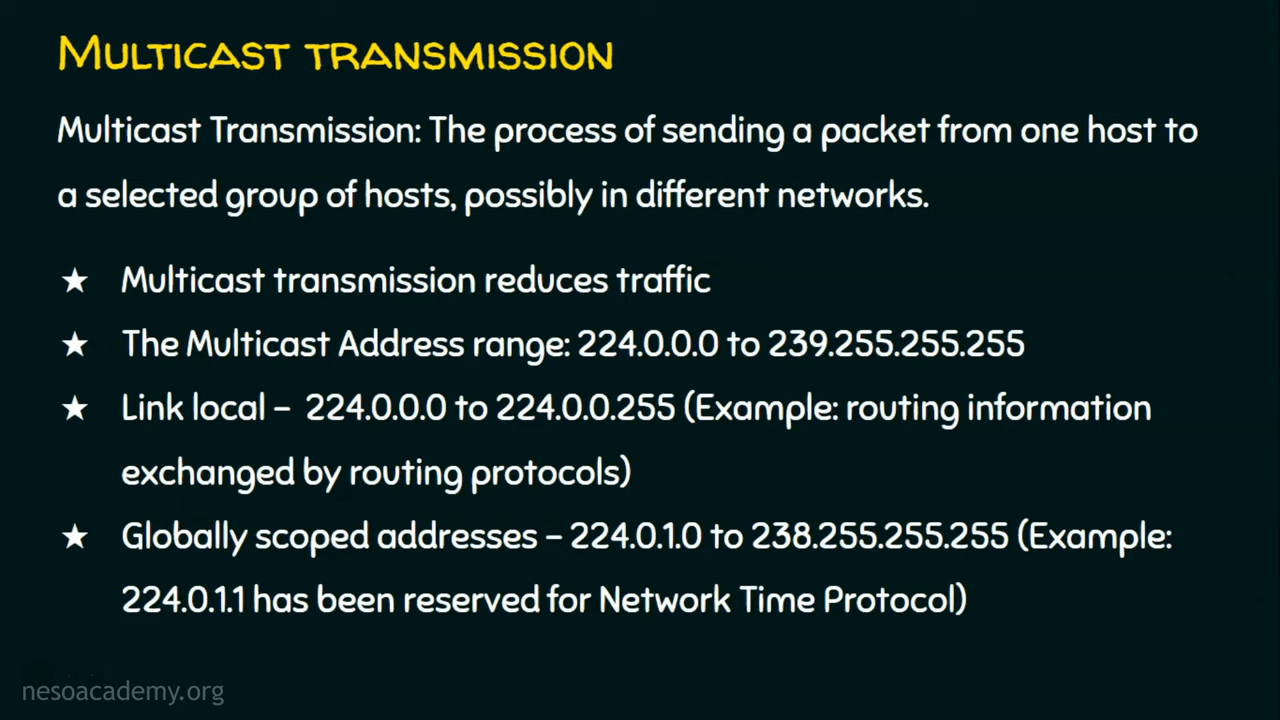 MULTICAST TRANSMISSION
Multicast Transmission: The process of sending a packet from one host to
a selected group of hosts, possibly in different networks.
★ Multicast transmission reduces traffic
★ The Multicast Address range: 224.0.0.0 to 239.255.255.255
★ Link local – 224.0.0.0 to 224.0.0.255 (Example: routing information
exchanged by routing protocols)
★ Globally scoped addresses – 224.0.1.0 to 238.255.255.255 (Example:
224.0.1.1 has been reserved for Network Time Protocol)
nesoacademy.org